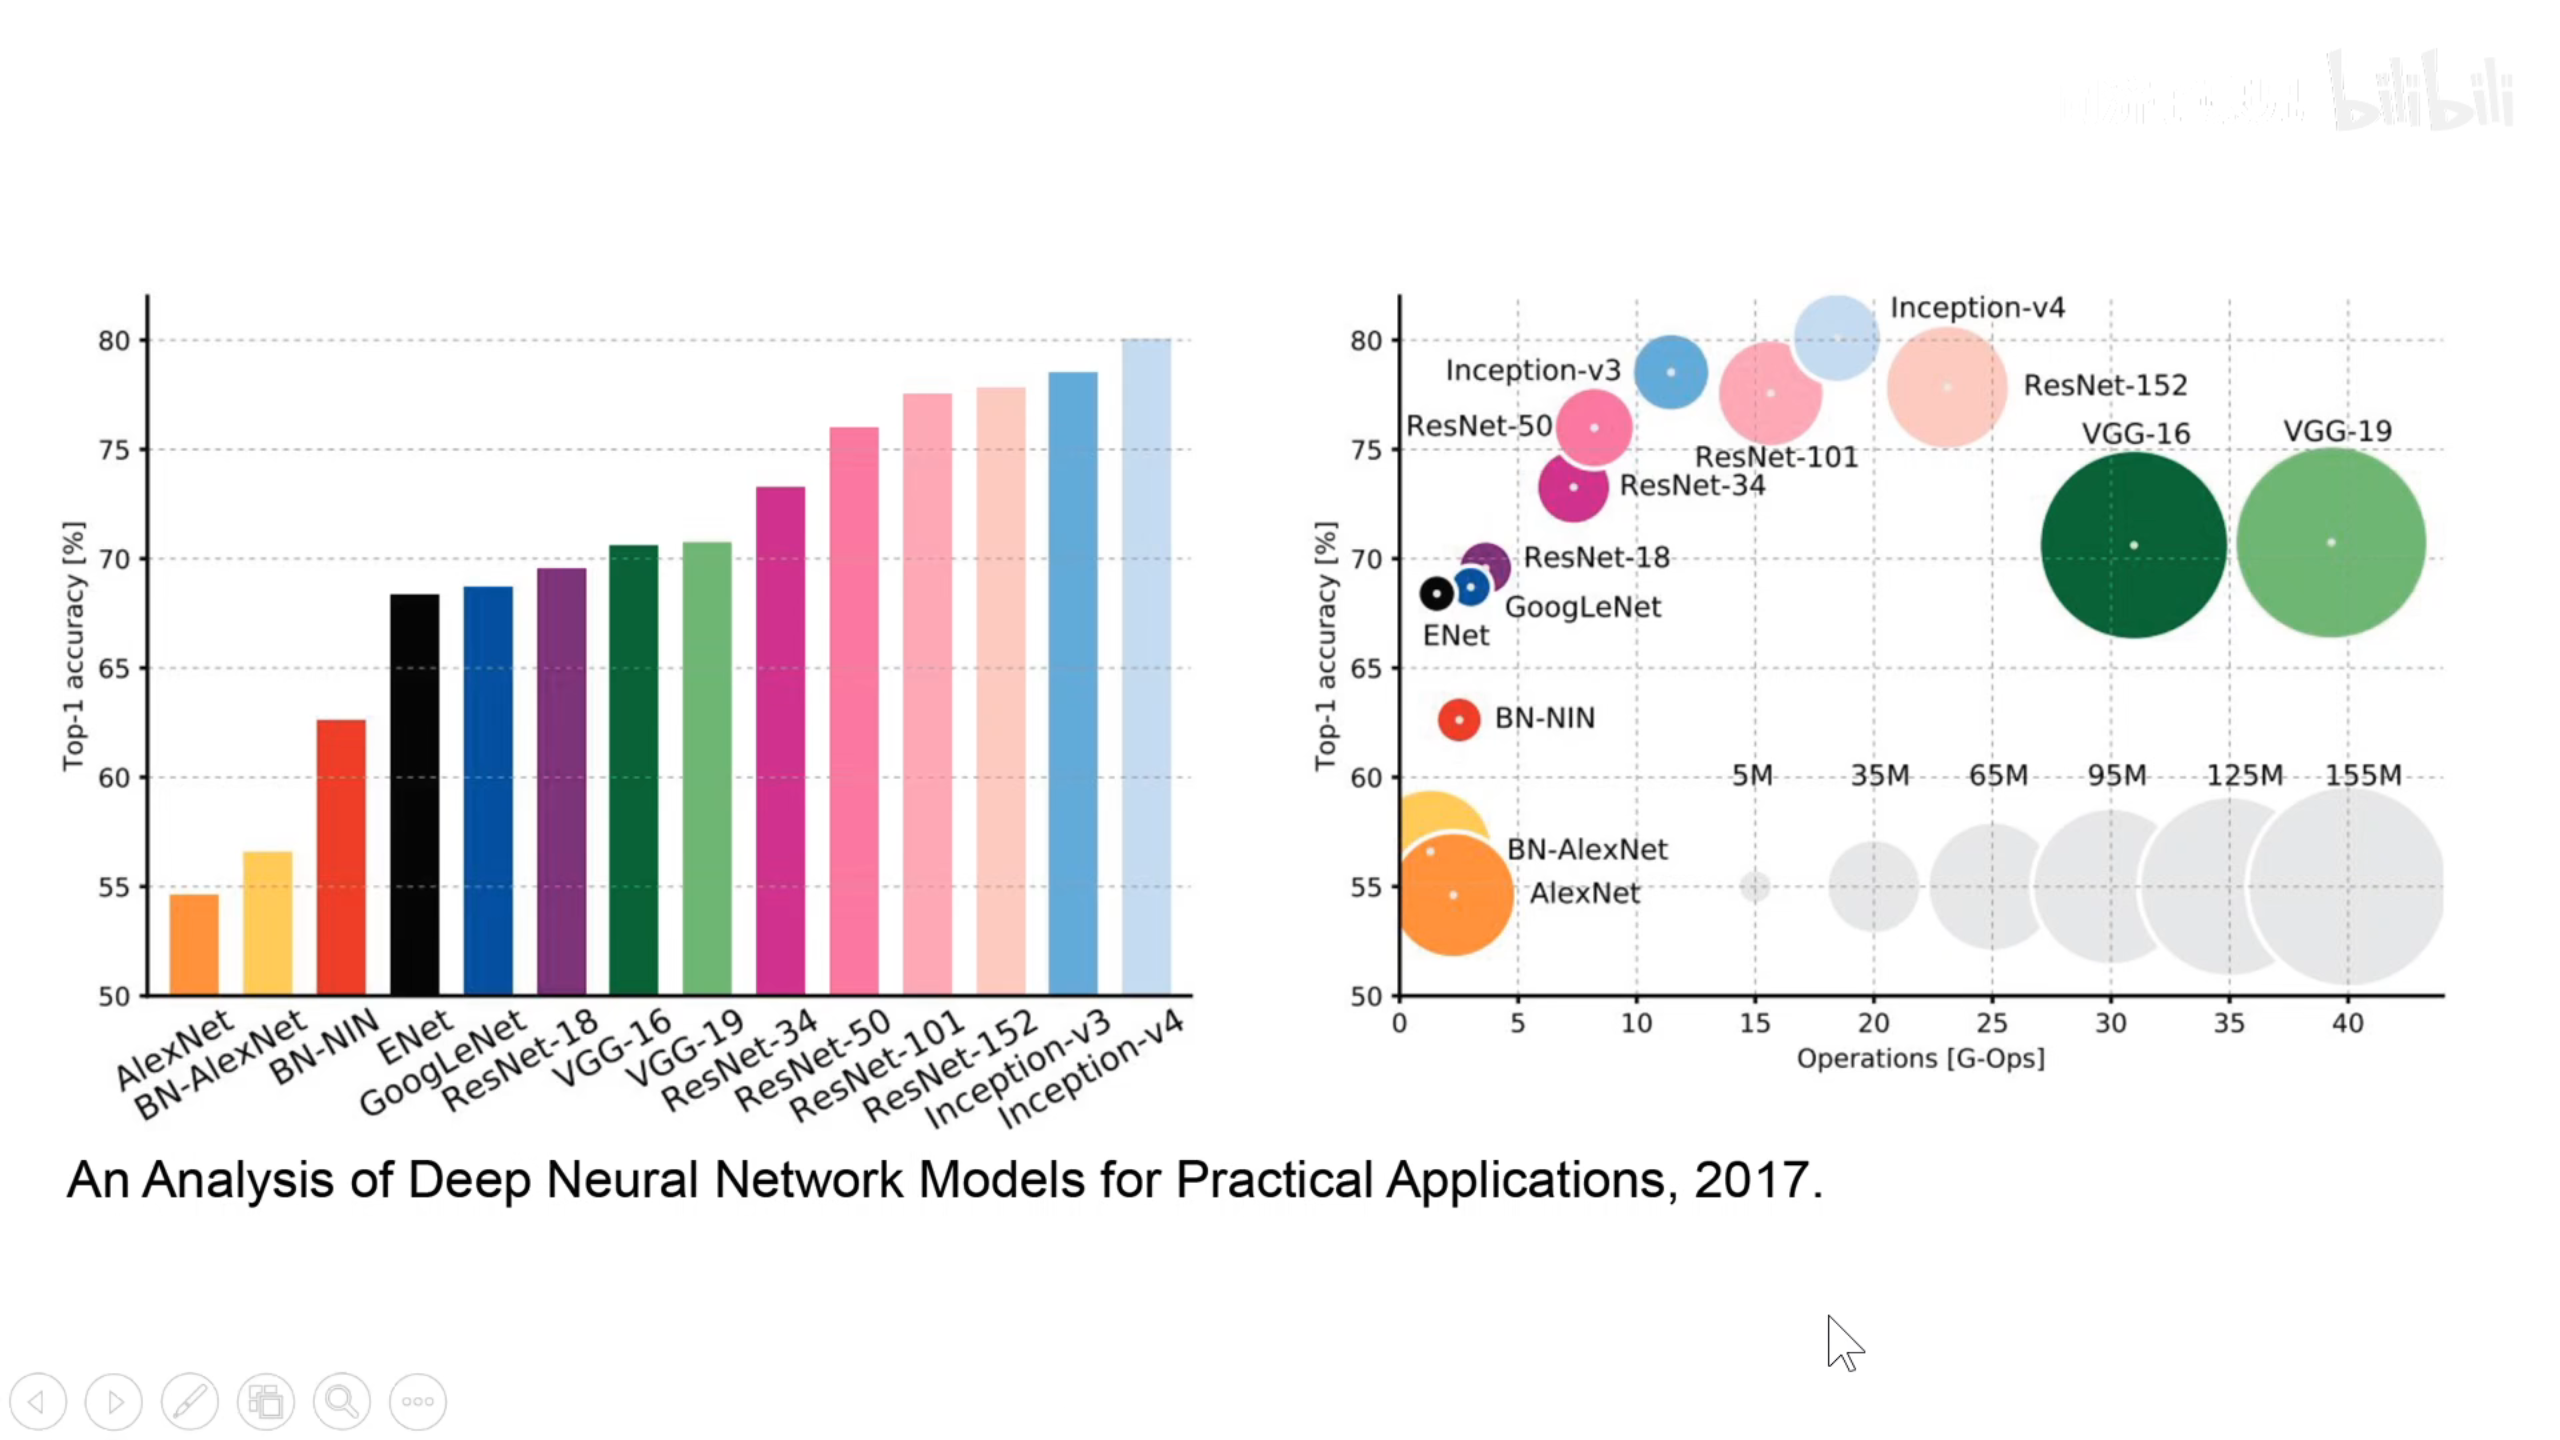 bilibili
80
75
70
65
60
55
50
Top-1 accuracy [%]
AlexNet
BN-AlexNet
BN-NIN
ENet
GoogLeNet
ResNet-18
VGG-16
VGG-19
ResNet-34
ResNet-50
ResNet-101
ResNet-152
Inception-v3
Inception-v4
80
75
70
65
60
55
50
Top-1 accuracy [%]
Inception-v4
Inception-v3
ResNet-152
ResNet-50
VGG-16
VGG-19
ResNet-101
ResNet-34
ResNet-18
GoogLeNet
ENet
BN-NIN
5M 35M 65M 95M 125M 155M
BN-AlexNet
AlexNet
0 5 10 15 20 25 30 35 40
Operations [G-Ops]
An Analysis of Deep Neural Network Models for Practical Applications, 2017.